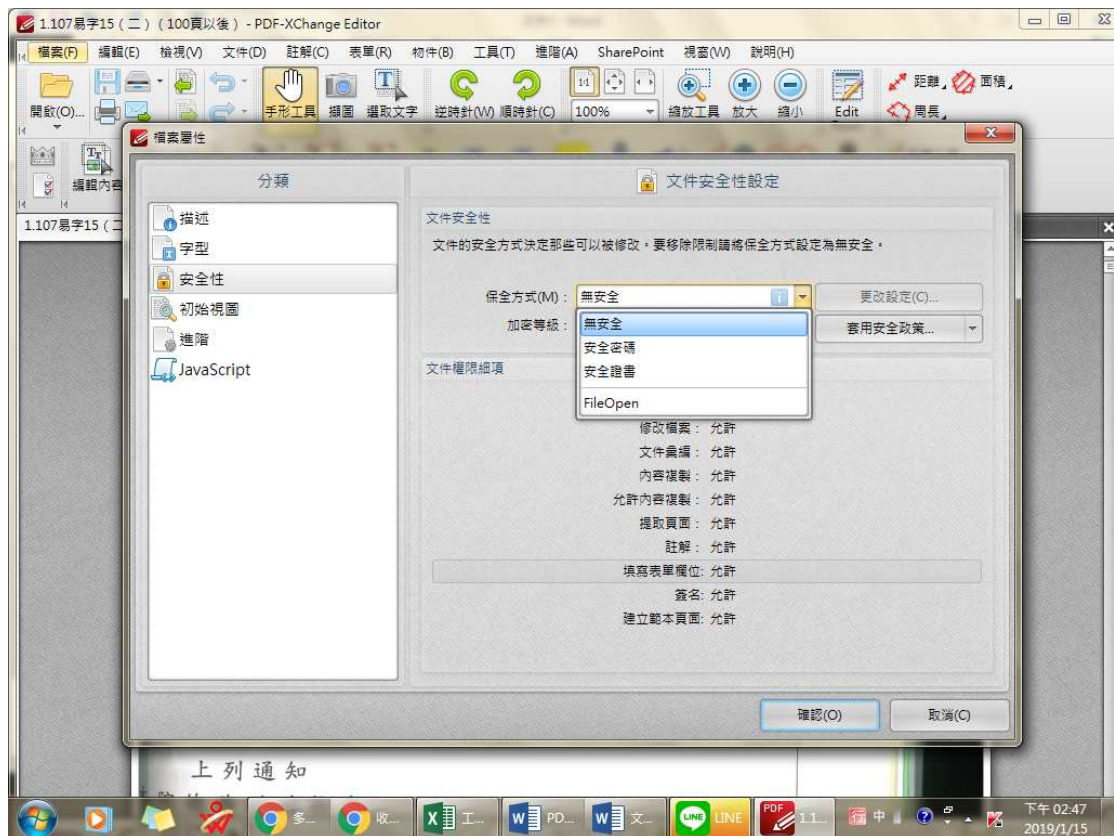 1.107易字15（二）(100頁以後) - PDF-XChange Editor
檔案(F) 編輯(E) 檢視(V) 文件(D) 註解(C) 表單(R) 物件(B) 工具(T) 進階(A) SharePoint 視窗(W) 說明(H)
開啟(O)... 手形工具 擷圖 選取文字 逆時針(W) 順時針(C) 1:1 100% 縮放工具 放大 縮小 Edit 距離 面積 周長
編輯內容
1.107易字15（二
檔案屬性
分類
描述
字型
安全性
初始視圖
進階
JavaScript
文件安全性設定
文件安全性
文件的安全方式決定那些可以被修改。要移除限制請將保全方式設定為無安全。
保全方式(M)： 無安全 更改設定(C)...
加密等級： 套用安全政策...
無安全
安全密碼
安全證書
FileOpen
文件權限細項
修改檔案： 允許
文件彙編： 允許
內容複製： 允許
允許內容複製： 允許
提取頁面： 允許
註解： 允許
填寫表單欄位: 允許
簽名: 允許
建立範本頁面: 允許
確認(O) 取消(C)
上列通知
多... 收... 工... PD... 文... LINE LINE PDF 1.1... 中
下午 02:47
2019/1/15